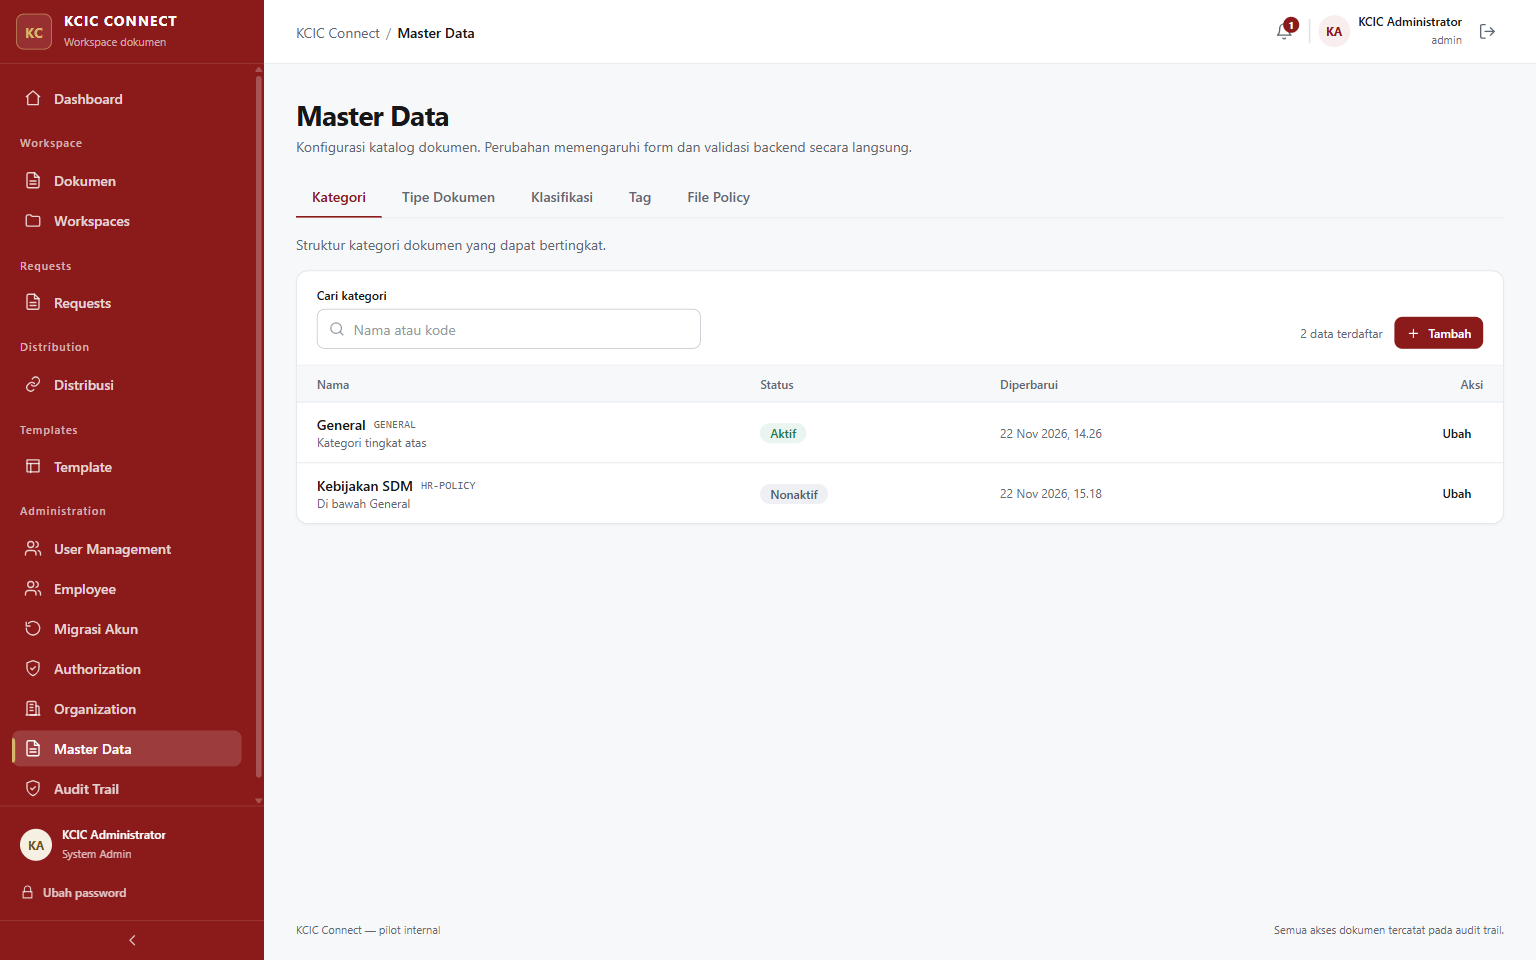 KC
KCIC CONNECT
Workspace dokumen
Dashboard
Workspace
Dokumen
Workspaces
Requests
Requests
Distribution
Distribusi
Templates
Template
Administration
User Management
Employee
Migrasi Akun
Authorization
Organization
Master Data
Audit Trail
KA
KCIC Administrator
System Admin
Ubah password
KCIC Connect / Master Data
1
KA
KCIC Administrator
admin
Master Data
Konfigurasi katalog dokumen. Perubahan memengaruhi form dan validasi backend secara langsung.
Kategori Tipe Dokumen Klasifikasi Tag File Policy
Struktur kategori dokumen yang dapat bertingkat.
Cari kategori
Nama atau kode
2 data terdaftar
+ Tambah
Nama Status Diperbarui Aksi
General GENERAL
Kategori tingkat atas
Aktif
22 Nov 2026, 14.26
Ubah
Kebijakan SDM HR-POLICY
Di bawah General
Nonaktif
22 Nov 2026, 15.18
Ubah
KCIC Connect — pilot internal
Semua akses dokumen tercatat pada audit trail.